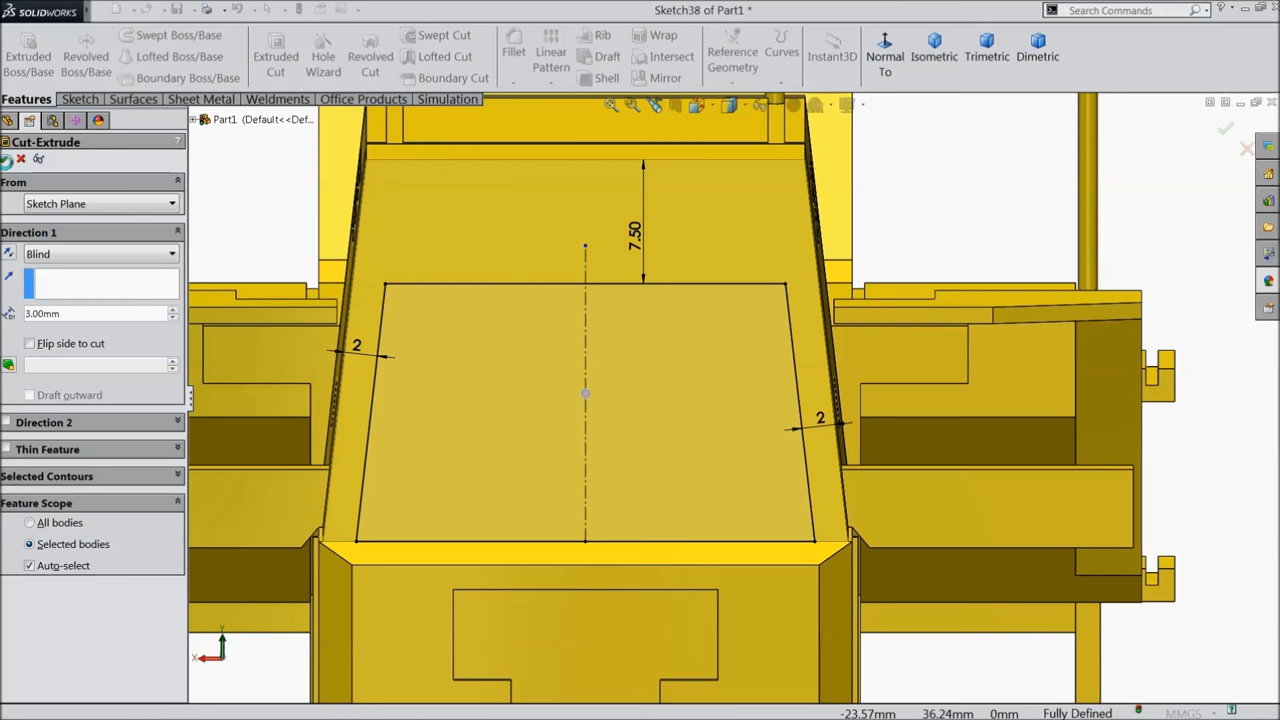 SOLIDWORKS
Sketch38 of Part1 *
Search Commands
Extruded Boss/Base
Revolved Boss/Base
Swept Boss/Base
Lofted Boss/Base
Boundary Boss/Base
Extruded Cut
Hole Wizard
Revolved Cut
Swept Cut
Lofted Cut
Boundary Cut
Fillet
Linear Pattern
Rib
Draft
Shell
Wrap
Intersect
Mirror
Reference Geometry
Curves
Instant3D
Normal To
Isometric
Trimetric
Dimetric
Features
Sketch
Surfaces
Sheet Metal
Weldments
Office Products
Simulation
Part1 (Default<<Def...
Cut-Extrude
?
From
Sketch Plane
Direction 1
Blind
3.00mm
Flip side to cut
Draft outward
Direction 2
Thin Feature
Selected Contours
Feature Scope
All bodies
Selected bodies
Auto-select
7.50
2
2
Y
X
-23.57mm
36.24mm
0mm
Fully Defined
MMGS